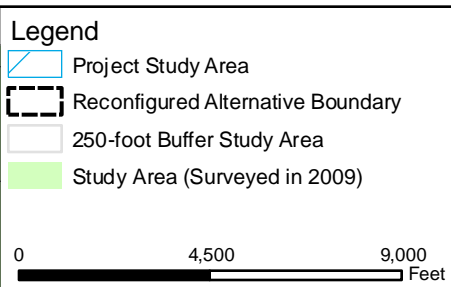 Legend
Project Study Area
Reconfigured Alternative Boundary
250-foot Buffer Study Area
Study Area (Surveyed in 2009)
0 4,500 9,000
Feet